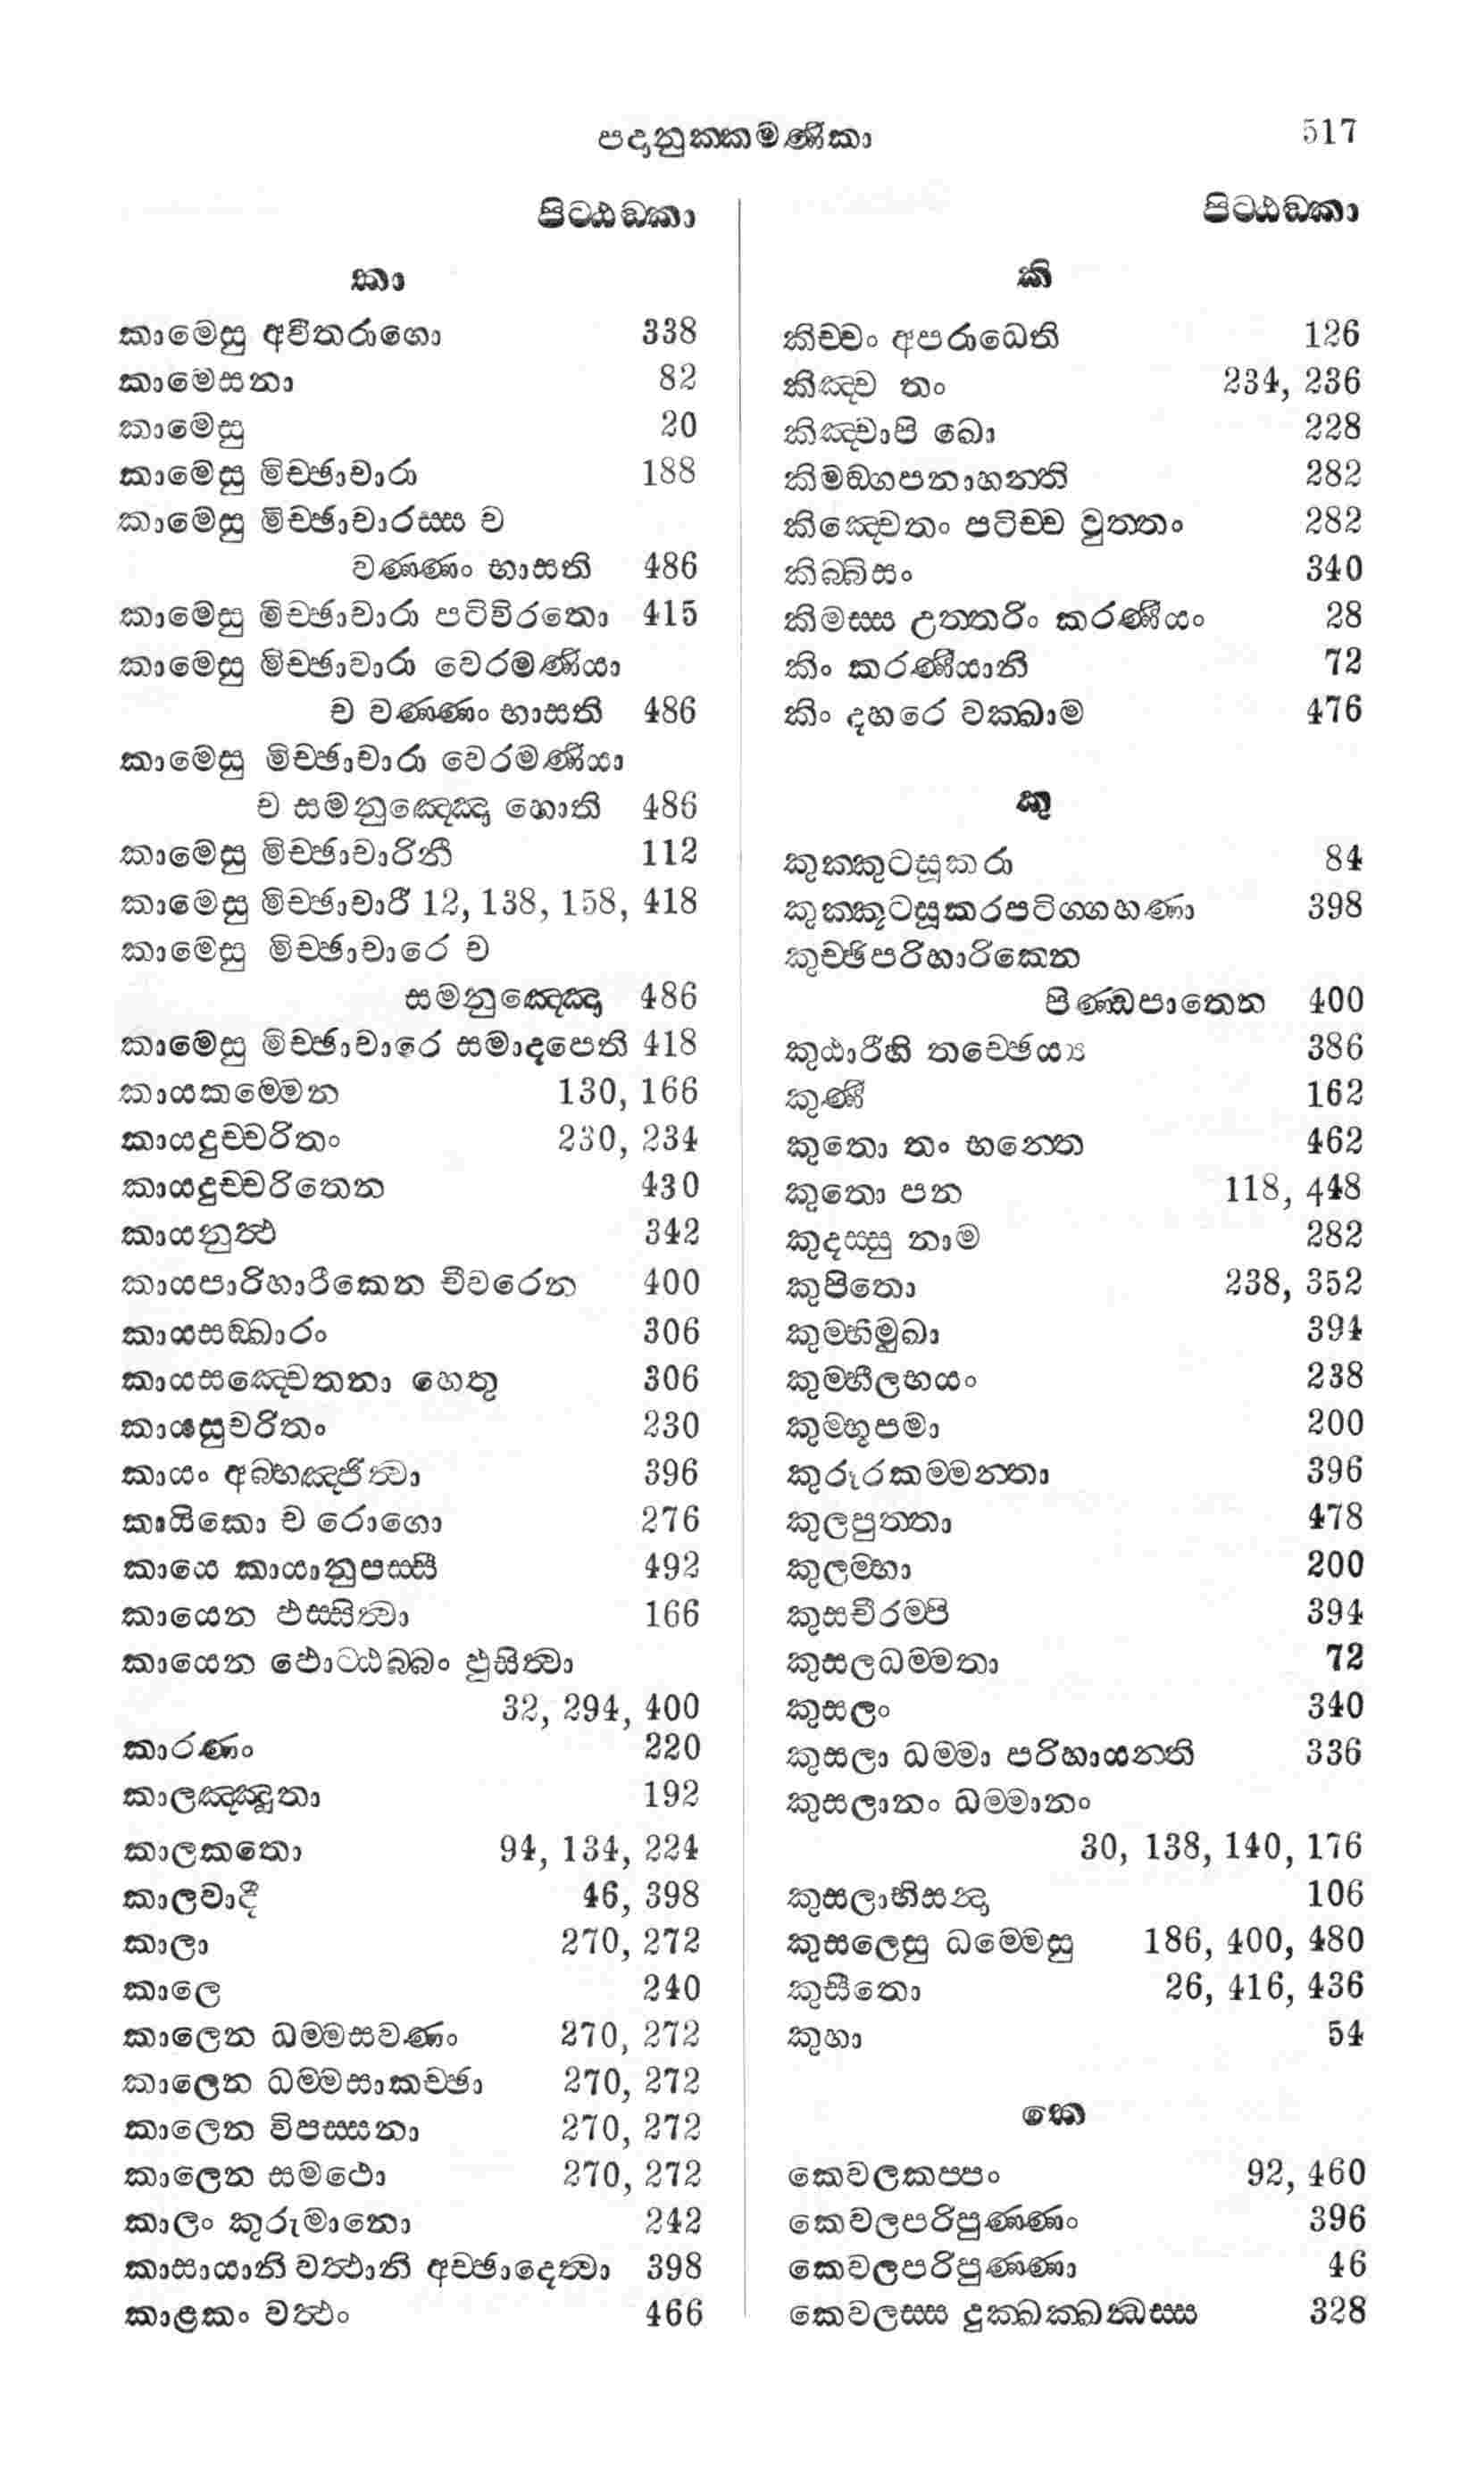 පදානුක්කමණිකා 517
පිට්ඨඞ්කා
කා
කාමෙසු අවීතරාගො 338
කාමෙසනා 82
කාමෙසු 20
කාමෙසු මිච්ඡාචාරා 188
කාමෙසු මිච්ඡාචාරස්ස ච
වණ්ණං භාසති 486
කාමෙසු මිච්ඡාචාරා පටිවිරතො 415
කාමෙසු මිච්ඡාචාරා වෙරමණියා
ච වණ්ණං භාසති 486
කාමෙසු මිච්ඡාචාරා වෙරමණියා
ච සමනුඤ්ඤො හොති 486
කාමෙසු මිච්ඡාචාරිනී 112
කාමෙසු මිච්ඡාචාරී 12, 138, 158, 418
කාමෙසු මිච්ඡාචාරෙ ච
සමනුඤ්ඤො 486
කාමෙසු මිච්ඡාචාරෙ සමාදපෙති 418
කායකම්මෙන 130, 166
කායදුච්චරිතං 230, 234
කායදුච්චරිතෙන 430
කායනුත්ථ 342
කායපාරිහාරීකෙන චීවරෙන 400
කායසඞ්ඛාරං 306
කායසඤ්චෙතනා හෙතු 306
කායසුචරිතං 230
කායං අබ්භඤ්ජිත්වා 396
කායිකො ච රොගො 276
කායෙ කායානුපස්සී 492
කායෙන ඵස්සිත්වා 166
කායෙන ඵොට්ඨබ්බං ඵුසිත්වා
32, 294, 400
කාරණං 220
කාලඤ්ඤුතා 192
කාලකතො 94, 134, 224
කාලවාදී 46, 398
කාලා 270, 272
කාලෙ 240
කාලෙන ධම්මසවණං 270, 272
කාලෙන ධම්මසාකච්ඡා 270, 272
කාලෙන විපස්සනා 270, 272
කාලෙන සමථො 270, 272
කාලං කුරුමානො 242
කාසායානි වත්ථානි අච්ඡාදෙත්වා 398
කාළකං වත්ථං 466
පිට්ඨඞ්කා
කි
කිච්චං අපරාධෙති 126
කිඤ්ච තං 234, 236
කිඤ්චාපි ඛො 228
කිමඞ්ගපනාහන්ති 282
කිඤ්චෙතං පටිච්ච වුත්තං 282
කිබ්බිසං 340
කිමස්ස උත්තරිං කරණීයං 28
කිං කරණීයානි 72
කිං දහරෙ වක්ඛාම 476
කු
කුක්කුටසූකරා 84
කුක්කූටසූකරපටිග්ගහණා 398
කුච්ඡිපරිහාරිකෙන
පිණ්ඩපාතෙන 400
කුඨාරීහි තච්ඡෙය්‍ය 386
කුණී 162
කුතො තං භන්තෙ 462
කුතො පන 118, 448
කුදස්සු නාම 282
කුපිතො 238, 352
කුම්භිමුඛා 394
කුම්භීලභයං 238
කුම්භූපමා 200
කුරූරකම්මන්තා 396
කුලපුත්තා 478
කුලම්භා 200
කුසචීරම්පි 394
කුසලධම්මතා 72
කුසලං 340
කුසලා ධම්මා පරිහායන්ති 336
කුසලානං ධම්මානං
30, 138, 140, 176
කුසලාභිසන්‍දා 106
කුසලෙසු ධම්මෙසු 186, 400, 480
කුසීතො 26, 416, 436
කුහා 54
කෙ
කෙවලකප්පං 92, 460
කෙවලපරිපුණ්ණං 396
කෙවලපරිපුණ්ණා 46
කෙවලස්ස දුක්ඛක්ඛන්ධස්ස 328